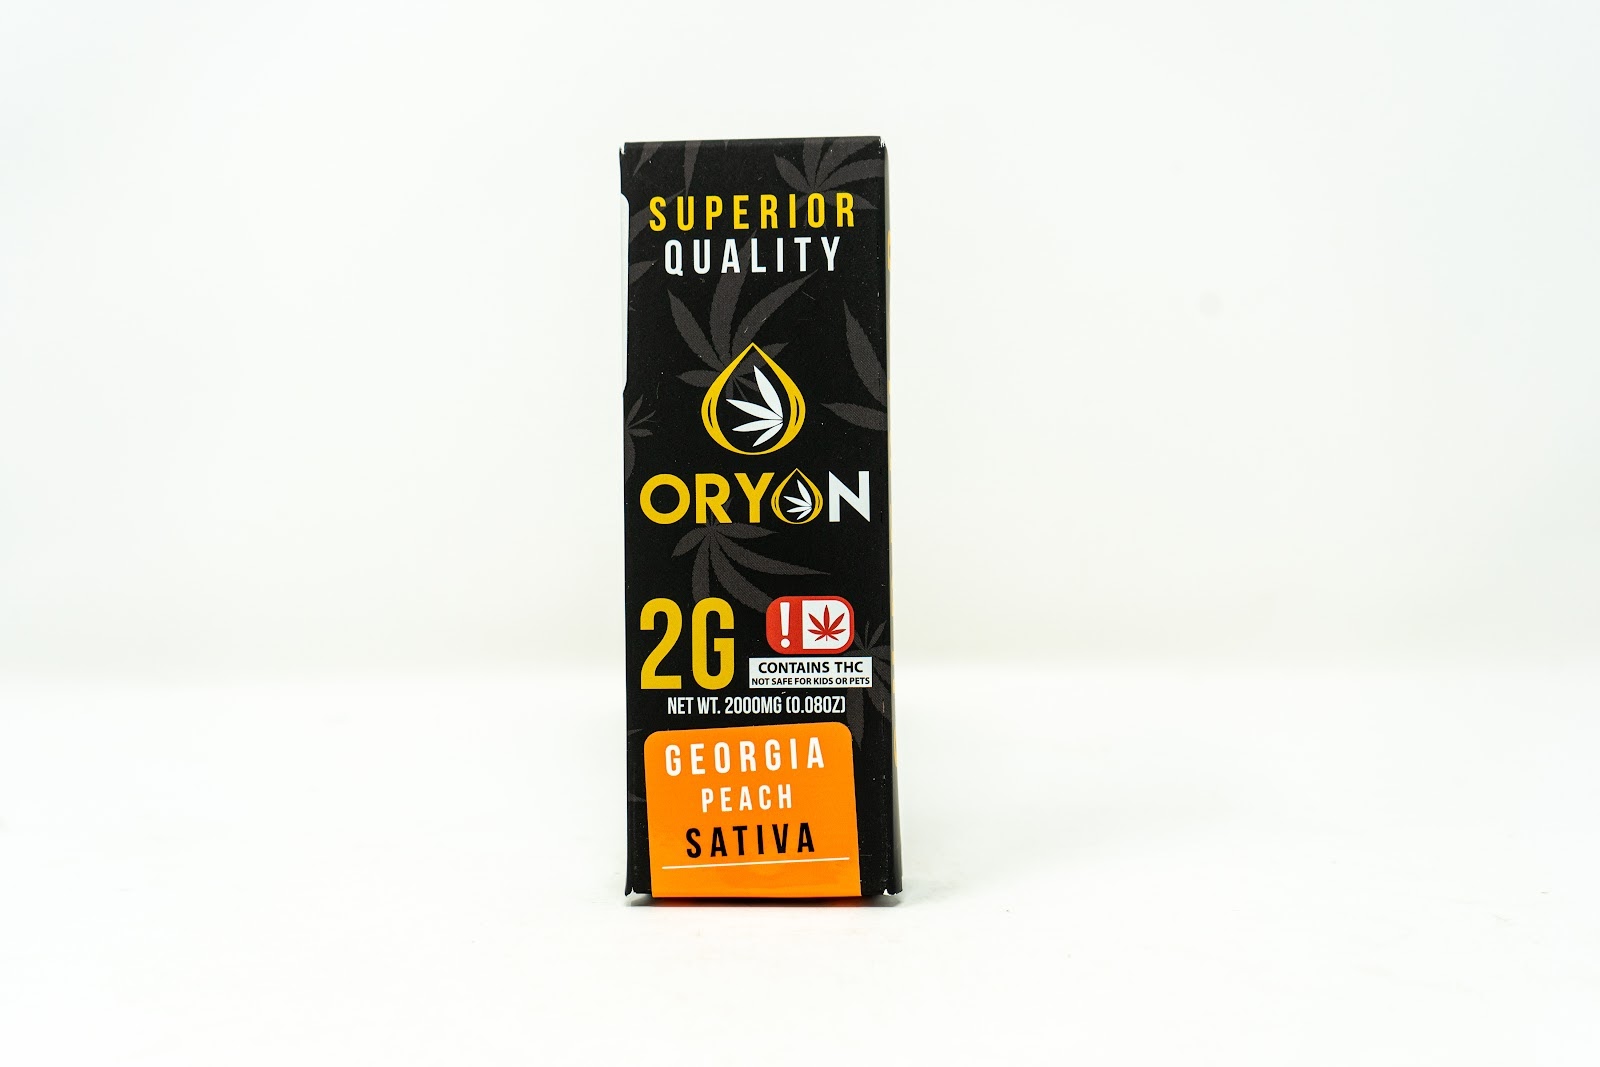 SUPERIOR
QUALITY
ORYON
2G
!
CONTAINS THC
NOT SAFE FOR KIDS OR PETS
NET WT. 2000MG (0.08OZ)
GEORGIA
PEACH
SATIVA